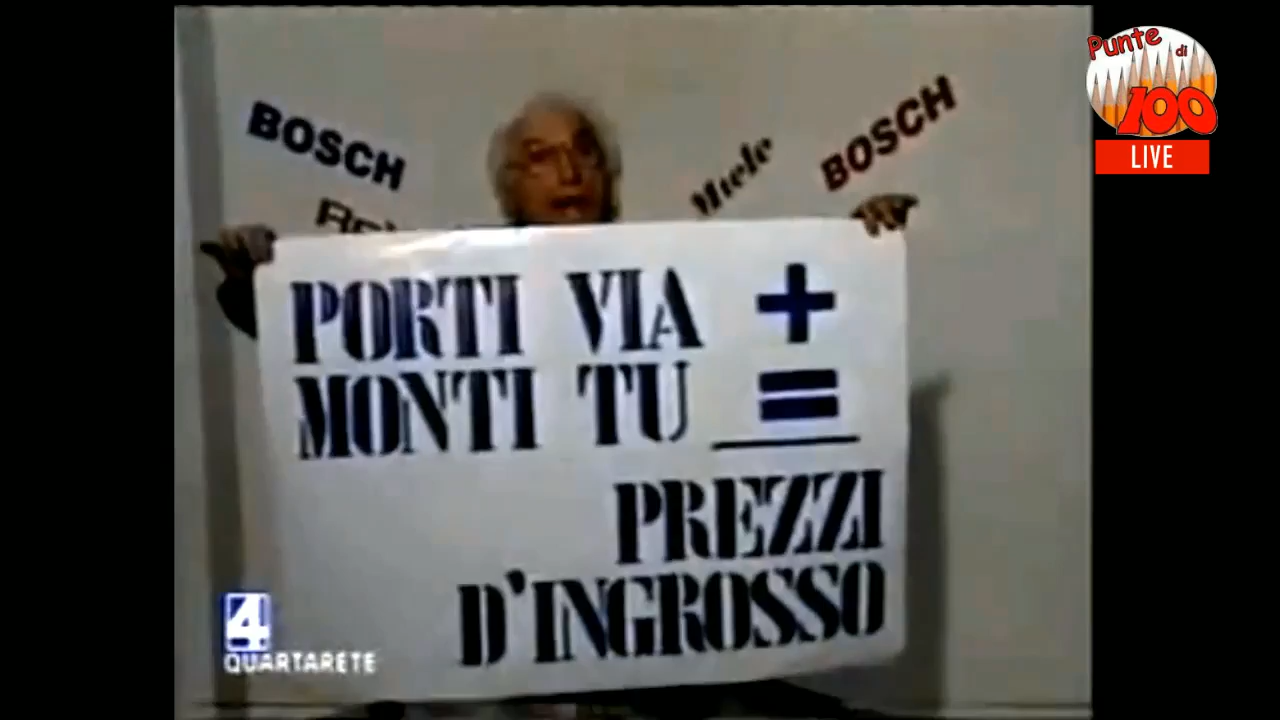 Punte di
100
LIVE
BOSCH
Miele
BOSCH
PORTI VIA +
MONTI TU =
PREZZI
D'INGROSSO
4
QUARTARETE